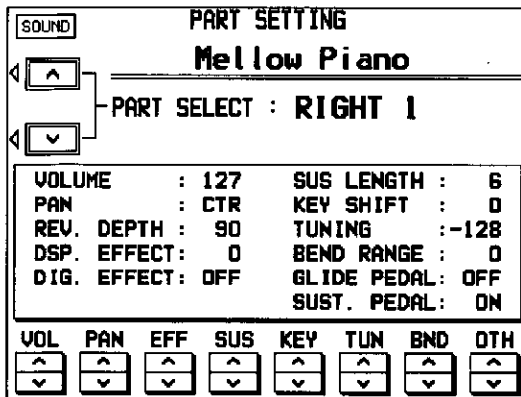 SOUND
PART SETTING
Mellow Piano
PART SELECT : RIGHT 1
VOLUME : 127 SUS LENGTH : 6
PAN : CTR KEY SHIFT : 0
REV. DEPTH : 90 TUNING :-128
DSP. EFFECT: 0 BEND RANGE : 0
DIG. EFFECT: OFF GLIDE PEDAL: OFF
SUST. PEDAL: ON
VOL PAN EFF SUS KEY TUN BND OTH